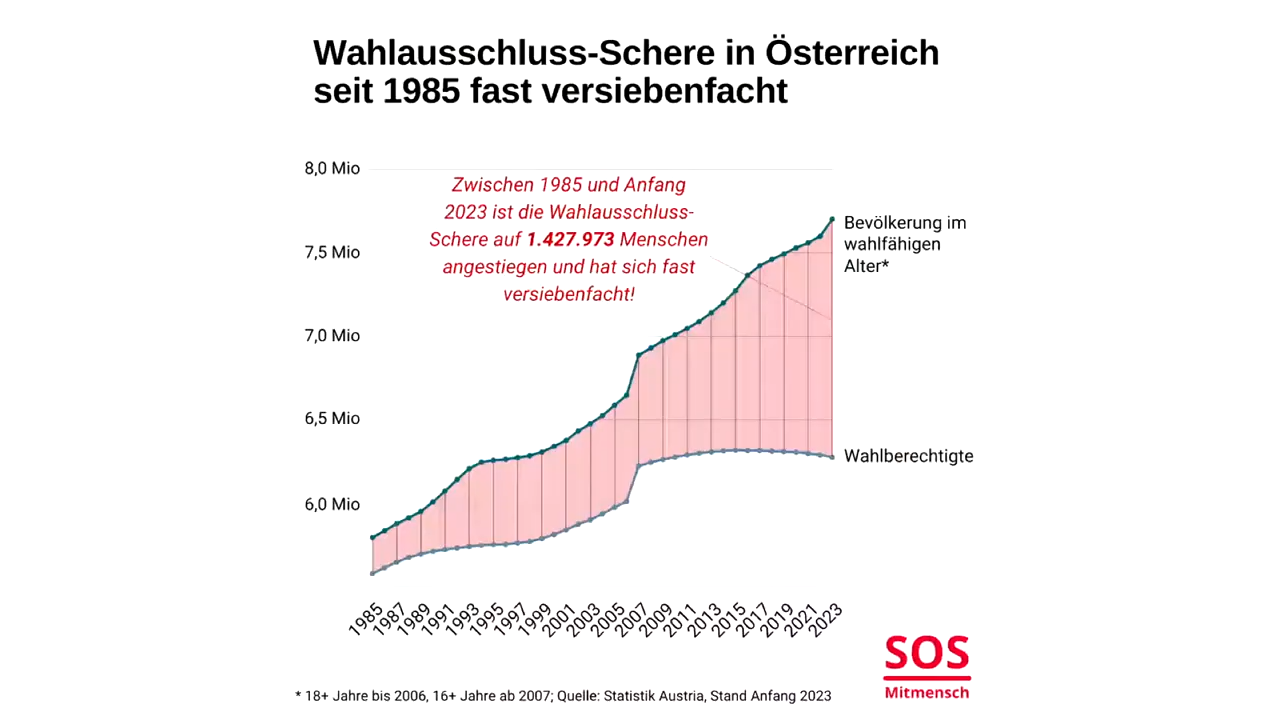 Wahlausschluss-Schere in Österreich
seit 1985 fast versiebenfacht
8,0 Mio
Zwischen 1985 und Anfang
2023 ist die Wahlausschluss-
Schere auf 1.427.973 Menschen
angestiegen und hat sich fast
versiebenfacht!
Bevölkerung im
wahlfähigen
Alter*
7,5 Mio
7,0 Mio
6,5 Mio
Wahlberechtigte
6,0 Mio
1985
1987
1989
1991
1993
1995
1997
1999
2001
2003
2005
2007
2009
2011
2013
2015
2017
2019
2021
2023
SOS
Mitmensch
* 18+ Jahre bis 2006, 16+ Jahre ab 2007; Quelle: Statistik Austria, Stand Anfang 2023